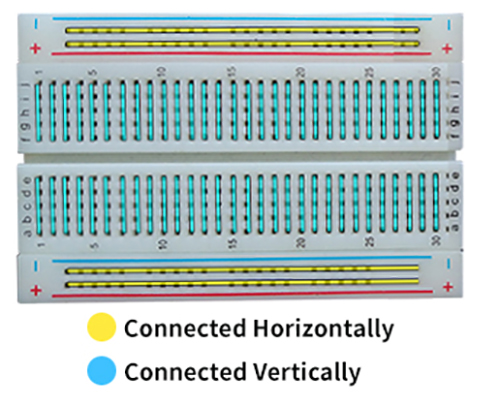 − −
+ +
1 5 10 15 20 25 30
f g h i j f g h i j
a b c d e a b c d e
1 5 10 15 20 25 30
− −
+ +
Connected Horizontally
Connected Vertically